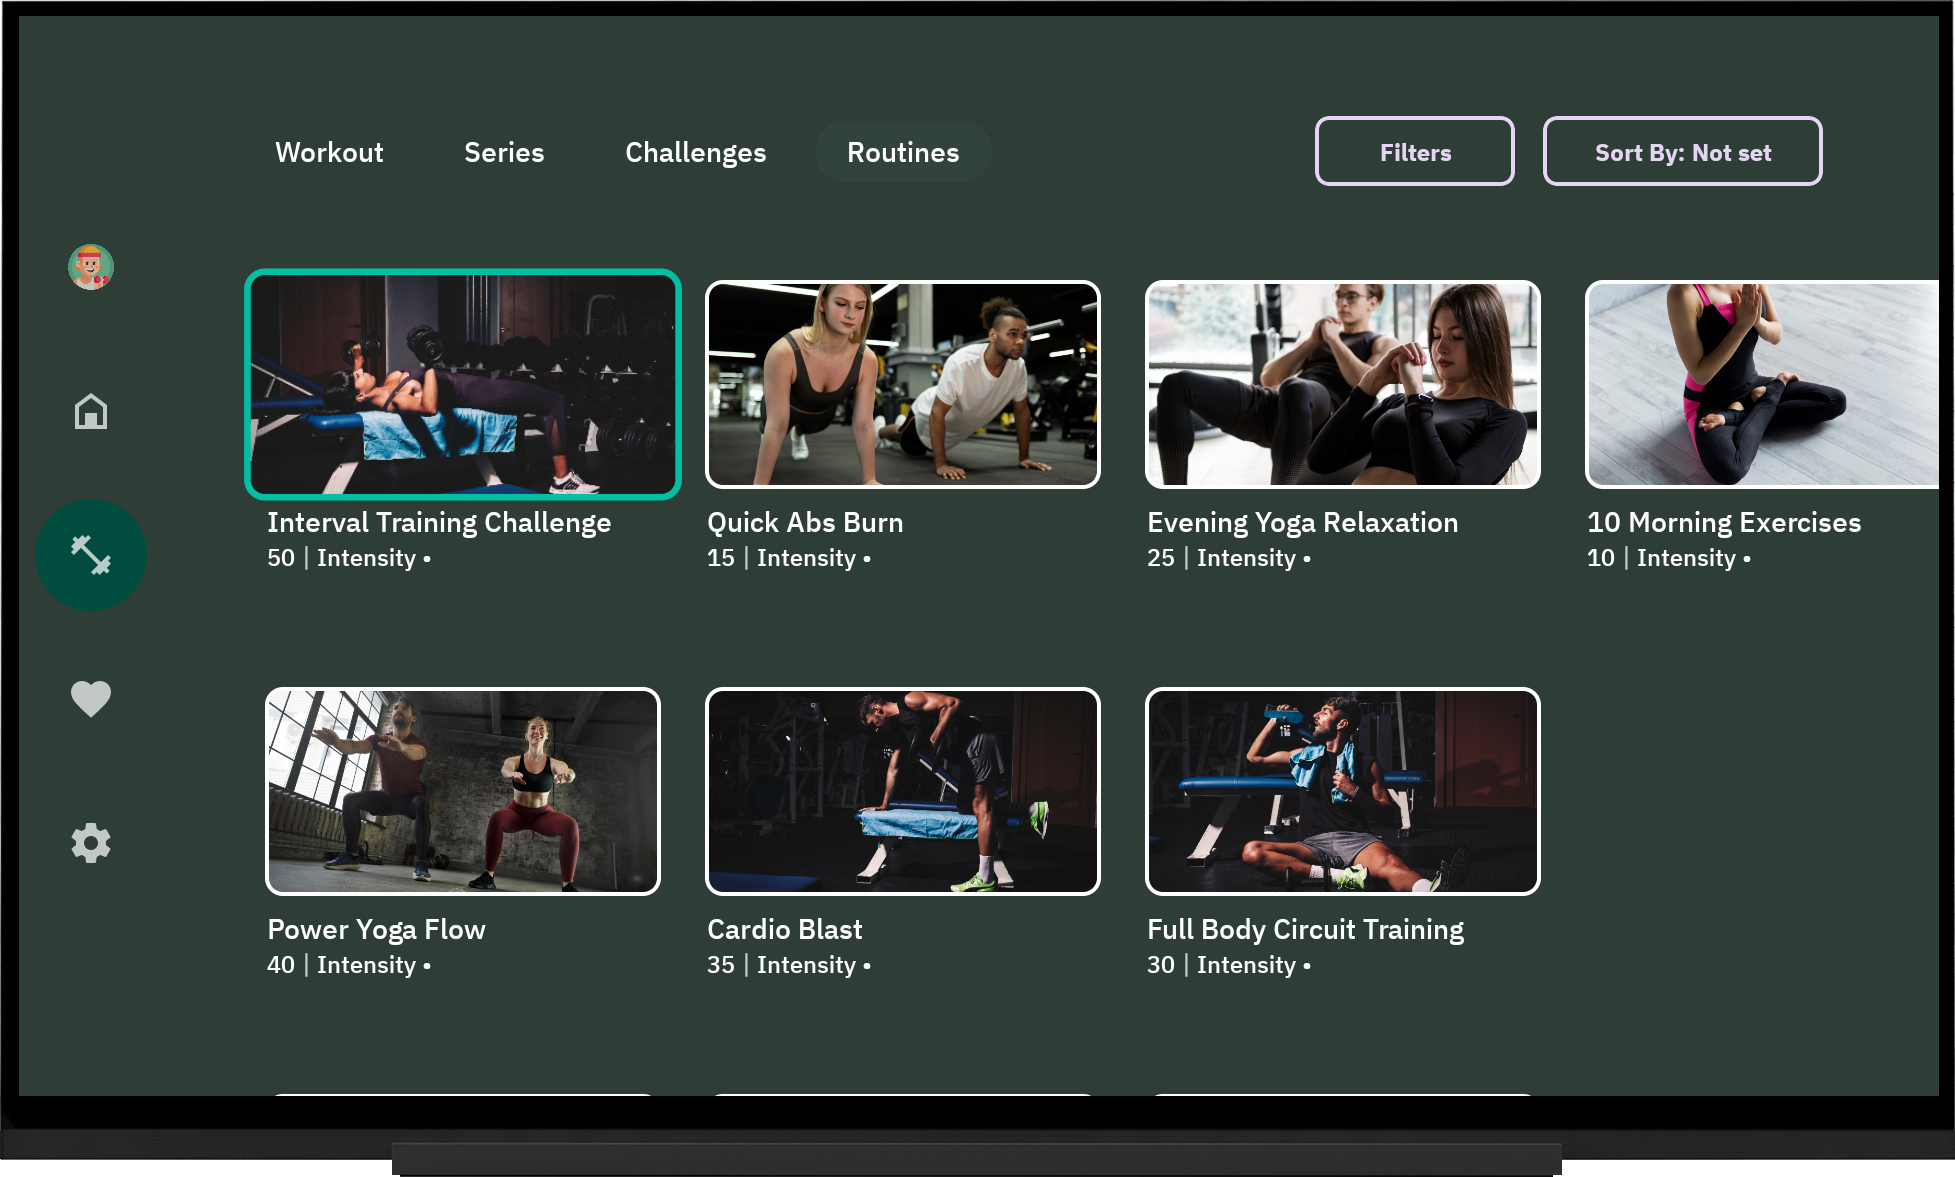 Workout
Series
Challenges
Routines
Filters
Sort By: Not set
Interval Training Challenge
50 | Intensity •
Quick Abs Burn
15 | Intensity •
Evening Yoga Relaxation
25 | Intensity •
10 Morning Exercises
10 | Intensity •
Power Yoga Flow
40 | Intensity •
Cardio Blast
35 | Intensity •
Full Body Circuit Training
30 | Intensity •